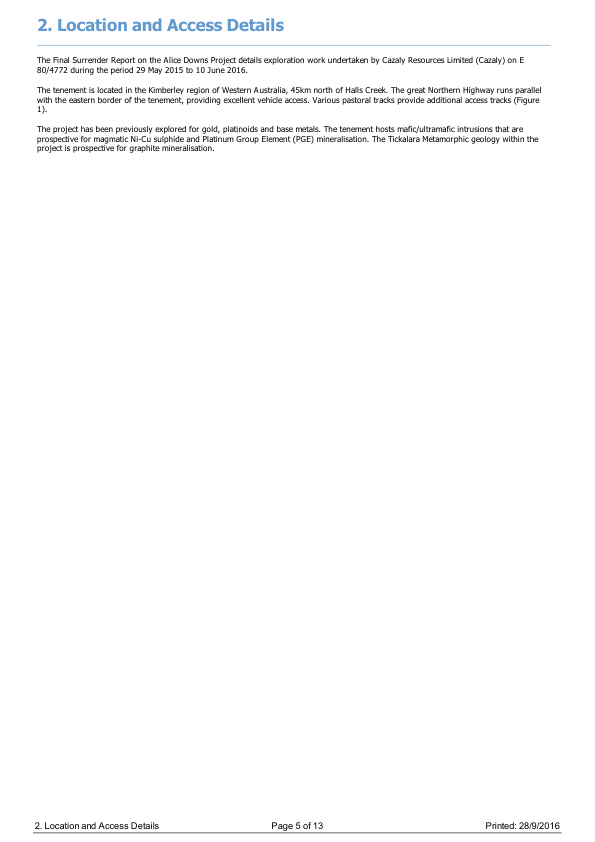 2. Location and Access Details
The Final Surrender Report on the Alice Downs Project details exploration work undertaken by Cazaly Resources Limited (Cazaly) on E
80/4772 during the period 29 May 2015 to 10 June 2016.
The tenement is located in the Kimberley region of Western Australia, 45km north of Halls Creek. The great Northern Highway runs parallel
with the eastern border of the tenement, providing excellent vehicle access. Various pastoral tracks provide additional access tracks (Figure
1).
The project has been previously explored for gold, platinoids and base metals. The tenement hosts mafic/ultramafic intrusions that are
prospective for magmatic Ni-Cu sulphide and Platinum Group Element (PGE) mineralisation. The Tickalara Metamorphic geology within the
project is prospective for graphite mineralisation.
2. Location and Access Details Page 5 of 13 Printed: 28/9/2016